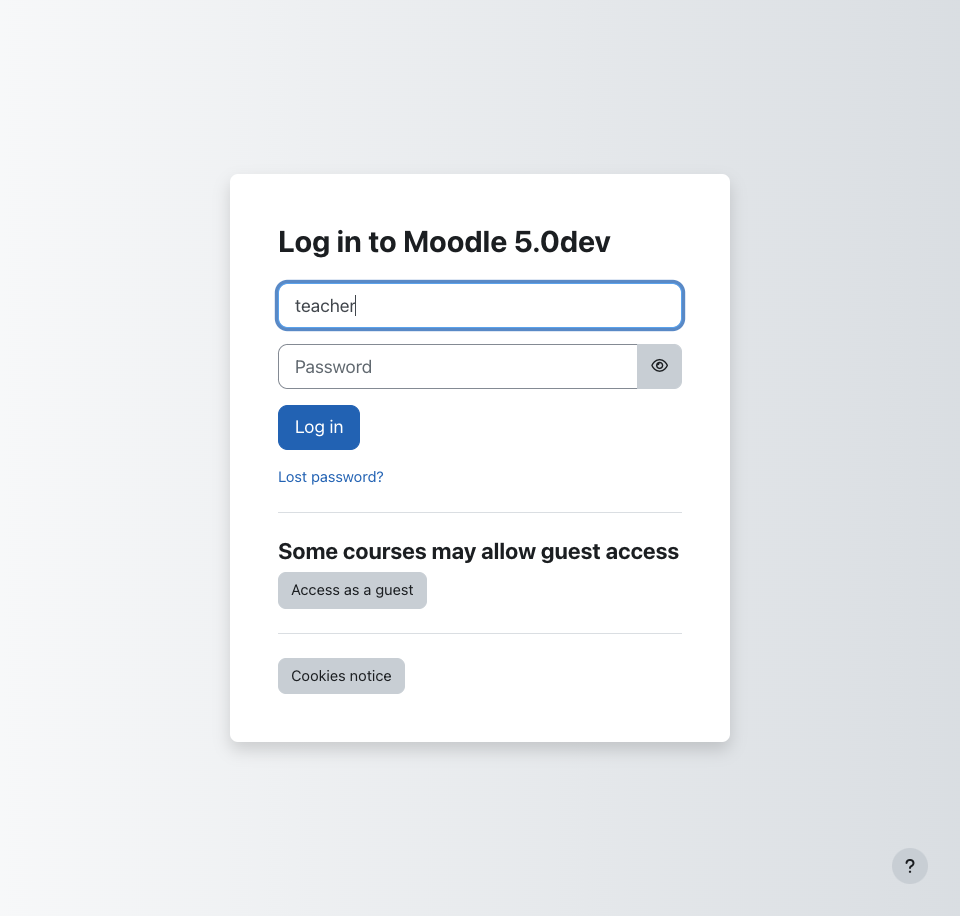 Log in to Moodle 5.0dev
teacher
Password
Log in
Lost password?
Some courses may allow guest access
Access as a guest
Cookies notice
?